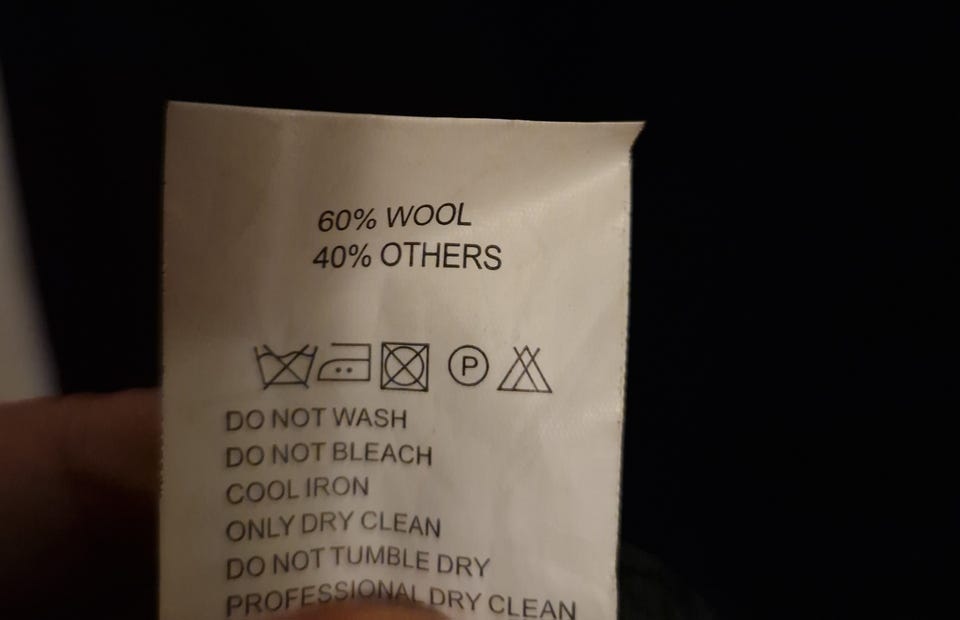 60% WOOL
40% OTHERS
P
DO NOT WASH
DO NOT BLEACH
COOL IRON
ONLY DRY CLEAN
DO NOT TUMBLE DRY
PROFESSIONAL DRY CLEAN